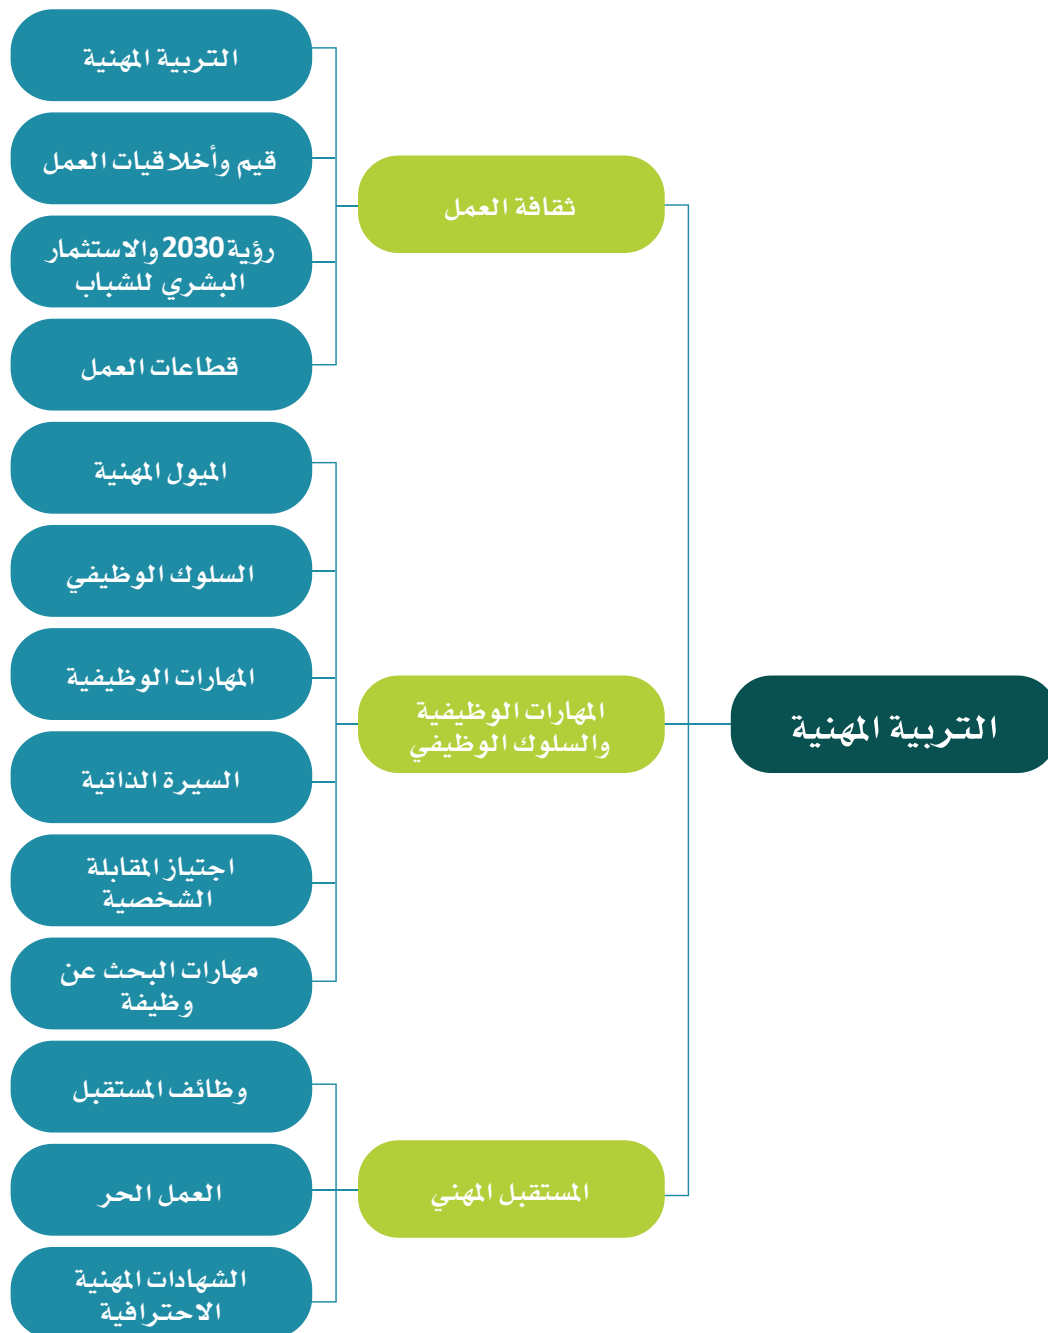 التربية المهنية
ثقافة العمل
التربية المهنية
قيم وأخلاقيات العمل
رؤية 2030 والاستثمار
البشري للشباب
قطاعات العمل
المهارات الوظيفية
والسلوك الوظيفي
الميول المهنية
السلوك الوظيفي
المهارات الوظيفية
السيرة الذاتية
اجتياز المقابلة
الشخصية
مهارات البحث عن
وظيفة
المستقبل المهني
وظائف المستقبل
العمل الحر
الشهادات المهنية
الاحترافية